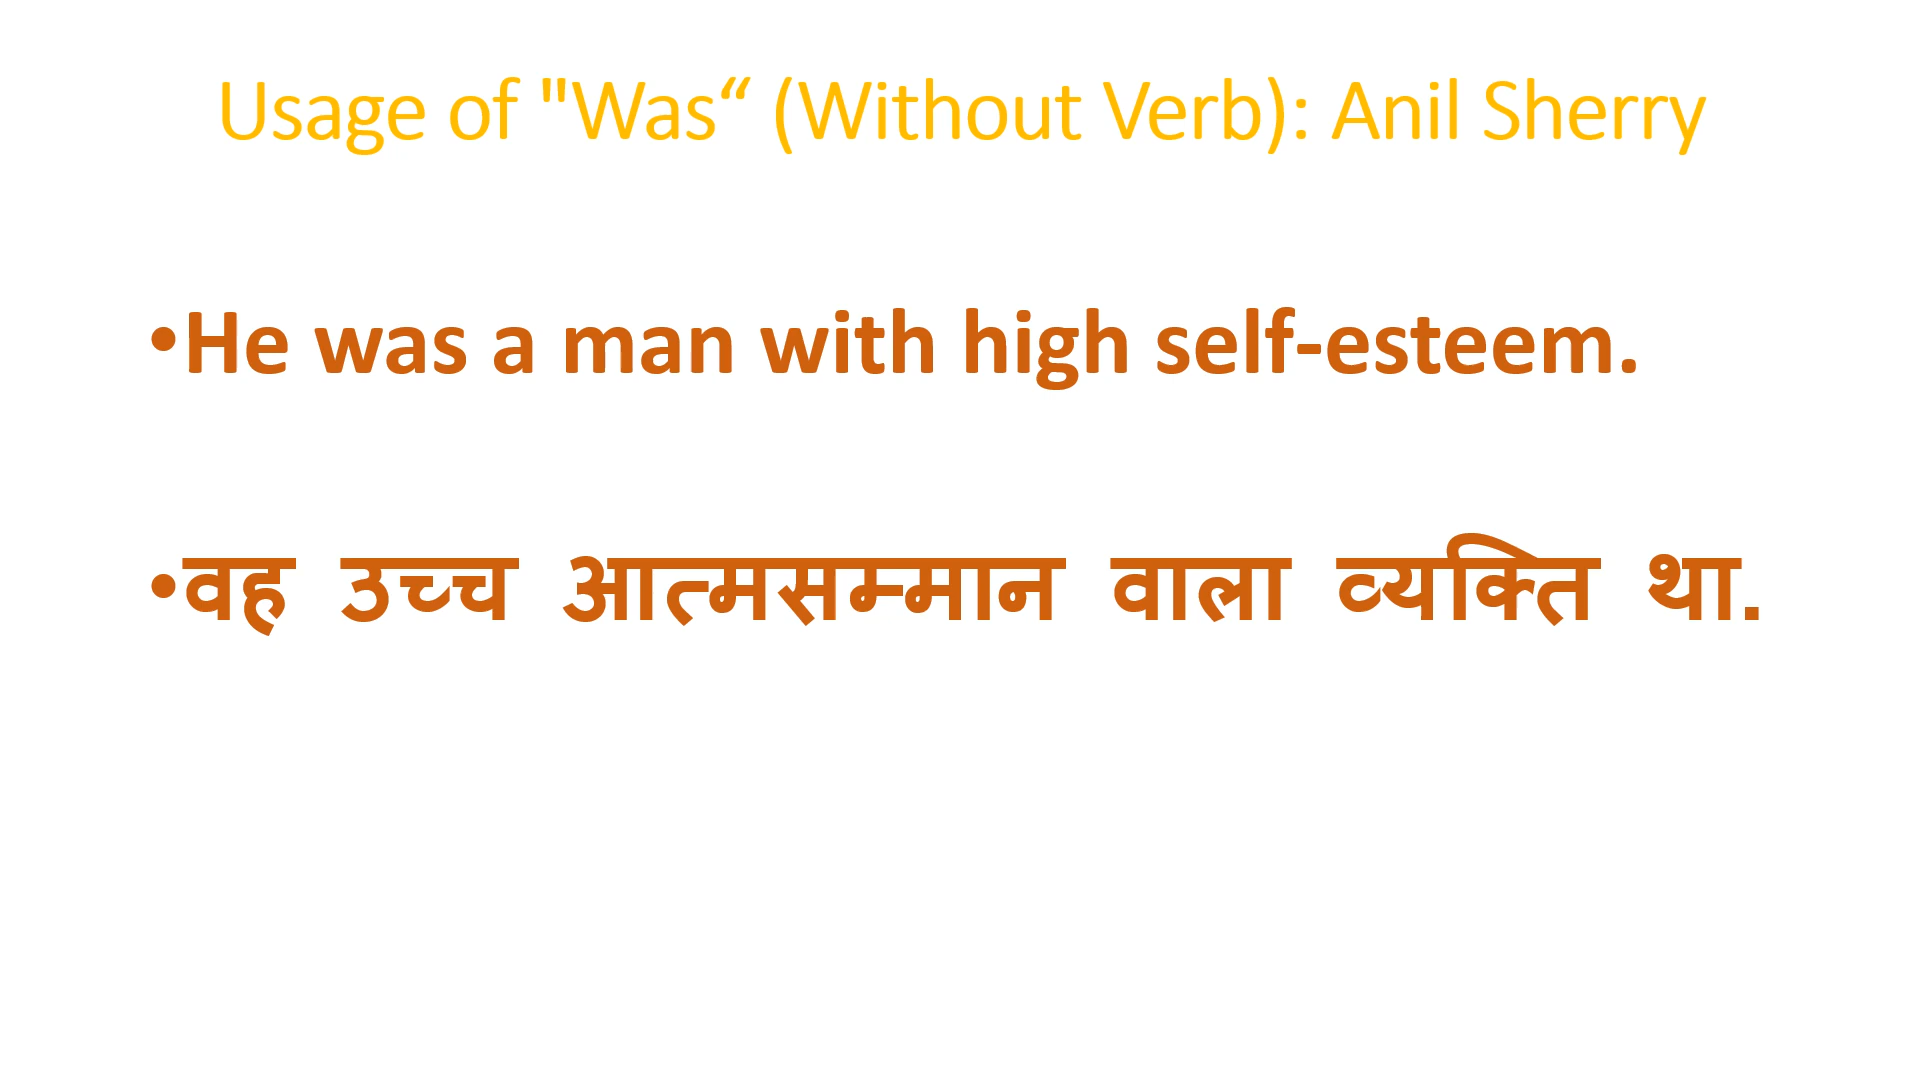 Usage of "Was“ (Without Verb): Anil Sherry
•He was a man with high self-esteem.
•वह उच्च आत्मसम्मान वाला व्यक्ति था.